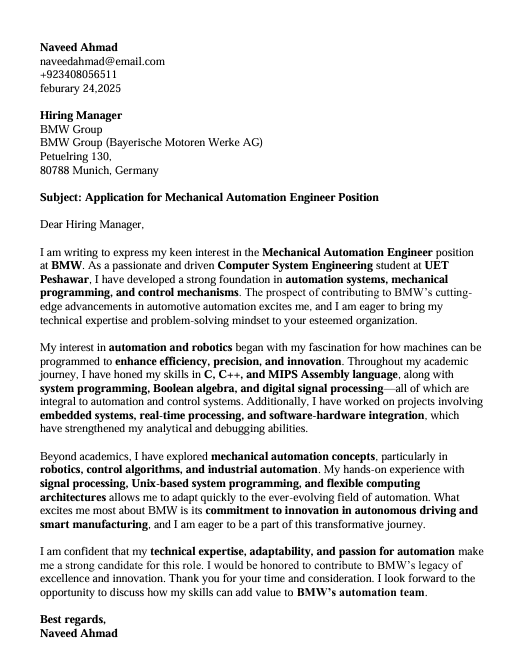 Naveed Ahmad
naveedahmad@email.com
+923408056511
feburary 24,2025
Hiring Manager
BMW Group
BMW Group (Bayerische Motoren Werke AG)
Petuelring 130,
80788 Munich, Germany
Subject: Application for Mechanical Automation Engineer Position
Dear Hiring Manager,
I am writing to express my keen interest in the Mechanical Automation Engineer position
at BMW. As a passionate and driven Computer System Engineering student at UET
Peshawar, I have developed a strong foundation in automation systems, mechanical
programming, and control mechanisms. The prospect of contributing to BMW's cutting-
edge advancements in automotive automation excites me, and I am eager to bring my
technical expertise and problem-solving mindset to your esteemed organization.
My interest in automation and robotics began with my fascination for how machines can be
programmed to enhance efficiency, precision, and innovation. Throughout my academic
journey, I have honed my skills in C, C++, and MIPS Assembly language, along with
system programming, Boolean algebra, and digital signal processing—all of which are
integral to automation and control systems. Additionally, I have worked on projects involving
embedded systems, real-time processing, and software-hardware integration, which
have strengthened my analytical and debugging abilities.
Beyond academics, I have explored mechanical automation concepts, particularly in
robotics, control algorithms, and industrial automation. My hands-on experience with
signal processing, Unix-based system programming, and flexible computing
architectures allows me to adapt quickly to the ever-evolving field of automation. What
excites me most about BMW is its commitment to innovation in autonomous driving and
smart manufacturing, and I am eager to be a part of this transformative journey.
I am confident that my technical expertise, adaptability, and passion for automation make
me a strong candidate for this role. I would be honored to contribute to BMW's legacy of
excellence and innovation. Thank you for your time and consideration. I look forward to the
opportunity to discuss how my skills can add value to BMW's automation team.
Best regards,
Naveed Ahmad